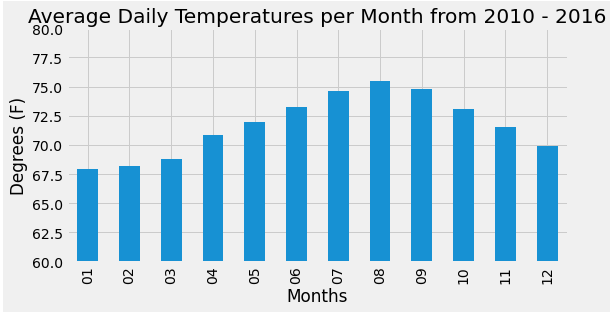 Average Daily Temperatures per Month from 2010 - 2016
80.0
77.5
75.0
72.5
70.0
67.5
65.0
62.5
60.0
Degrees (F)
01 02 03 04 05 06 07 08 09 10 11 12
Months